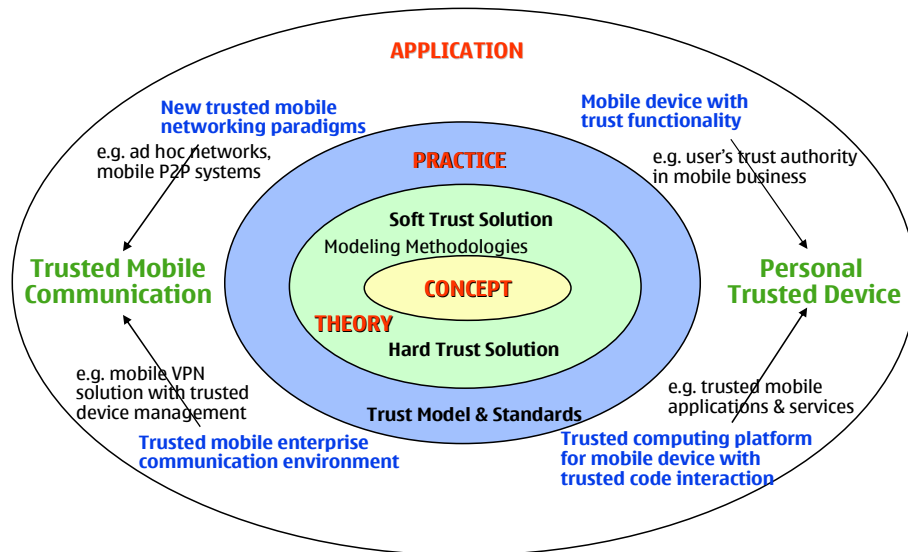 APPLICATION
New trusted mobile
networking paradigms
e.g. ad hoc networks,
mobile P2P systems
Mobile device with
trust functionality
e.g. user's trust authority
in mobile business
PRACTICE
Soft Trust Solution
Modeling Methodologies
CONCEPT
THEORY
Hard Trust Solution
Trust Model & Standards
Trusted Mobile
Communication
Personal
Trusted Device
e.g. mobile VPN
solution with trusted
device management
Trusted mobile enterprise
communication environment
e.g. trusted mobile
applications & services
Trusted computing platform
for mobile device with
trusted code interaction